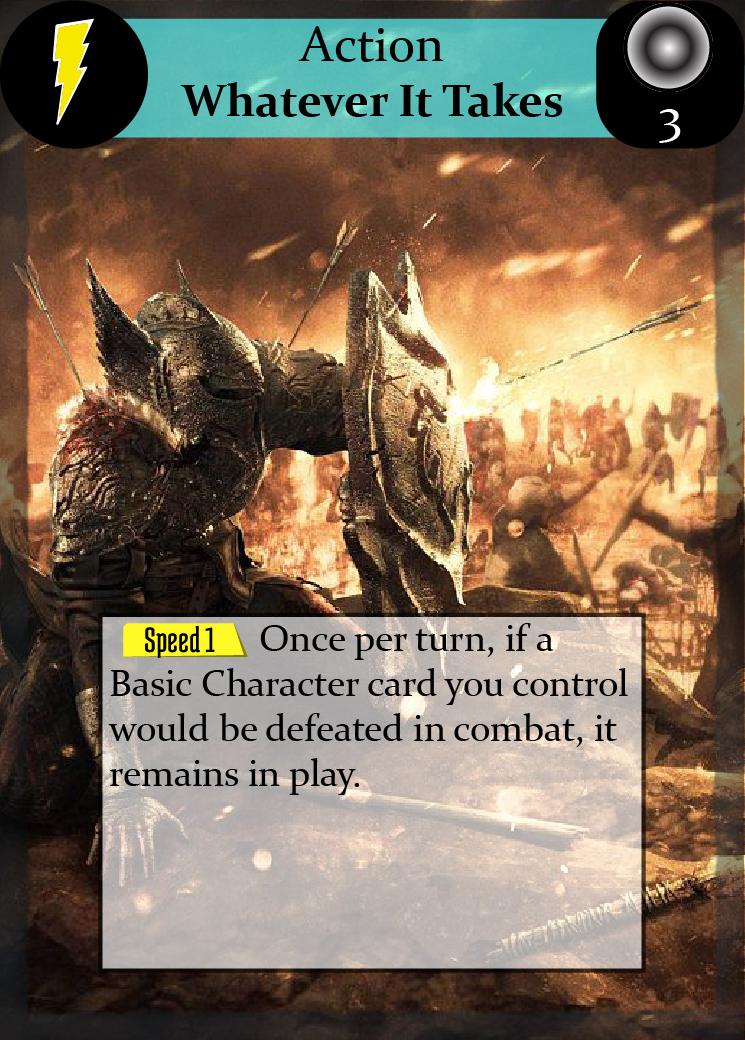 Action
Whatever It Takes
3
Speed 1 Once per turn, if a
Basic Character card you control
would be defeated in combat, it
remains in play.